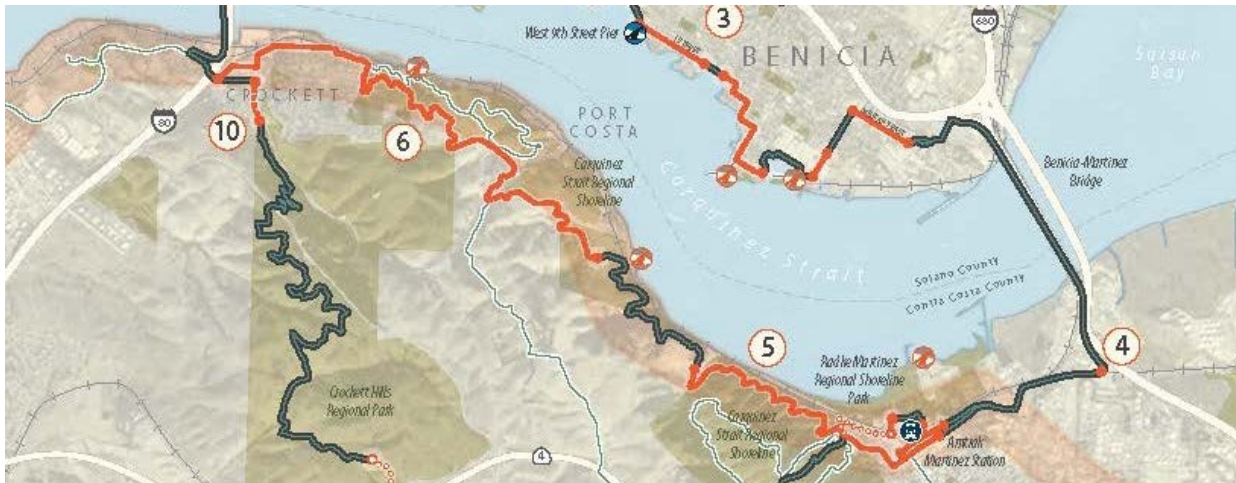 3
680
West 9th Street Pier
BENICIA
Suisun
Bay
80
CROCKETT
10
6
PORT
COSTA
Carquinez
Strait Regional
Shoreline
Benicia-Martinez
Bridge
Carquinez Strait
Solano County
Contra Costa County
5
4
Radke Martinez
Regional Shoreline
Park
Crockett Hills
Regional Park
Carquinez
Strait Regional
Shoreline
Amtrak
Martinez Station
4